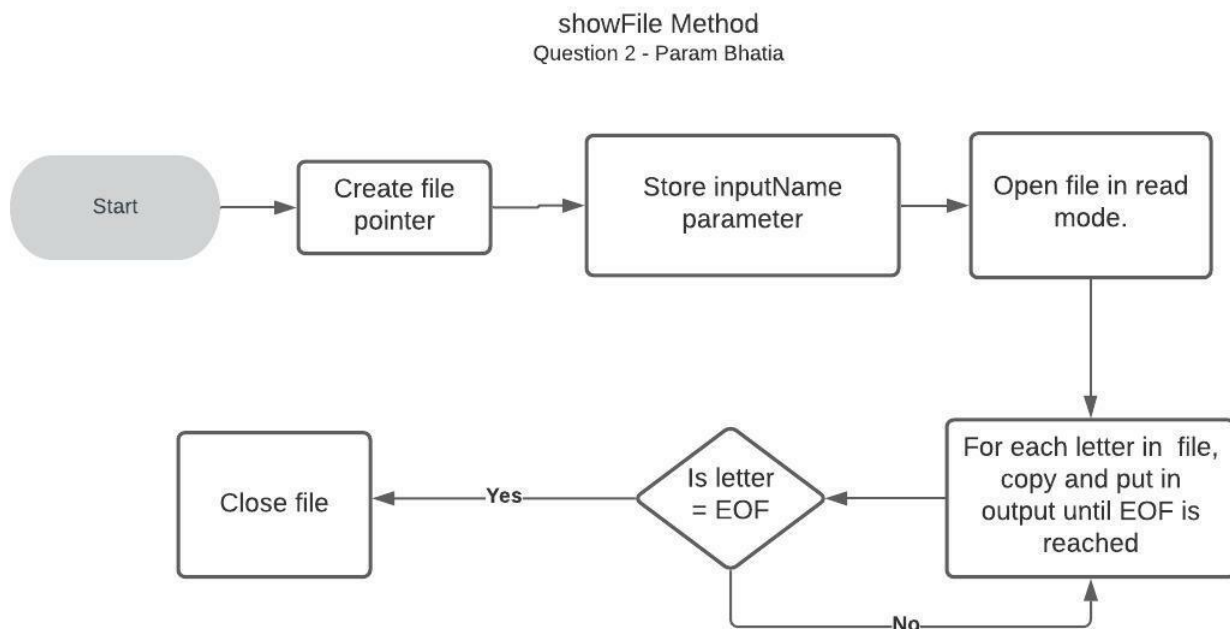 showFile Method
Question 2 - Param Bhatia
Start
Create file
pointer
Store inputName
parameter
Open file in read
mode.
For each letter in file,
copy and put in
output until EOF is
reached
Is letter
= EOF
Yes
Close file
No